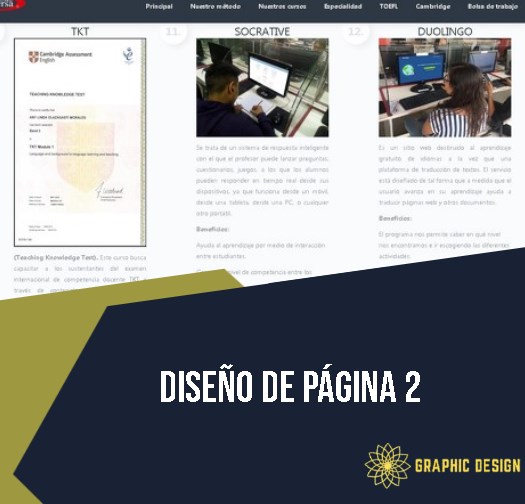 Principal Nuestro método Nuestros cursos Especialidad TOEFL Cambridge Bolsa de trabajo
TKT
Cambridge Assessment
English
TEACHING KNOWLEDGE TEST
TKT Module 1
(Teaching Knowledge Test). Este curso busca
capacitar a los sustentantes del examen
internacional de competencia docente TKT
través de
11.
SOCRATIVE
Se trata de un sistema de respuesta inteligente
con el que el profesor puede lanzar preguntas,
cuestionarios, juegos, a los que los alumnos
pueden responder en tiempo real desde sus
dispositivos, ya que funciona desde un móvil,
desde una tableta, desde una PC, o cualquier
otro portátil.
Beneficios:
Ayuda al aprendizaje por medio de interacción
entre estudiantes.
nivel de competencia entre los
12.
DUOLINGO
Es un sitio web destinado al aprendizaje
gratuito de idiomas a la vez que una
plataforma de traducción de textos. El servicio
está diseñado de tal forma que a medida que el
usuario avanza en su aprendizaje ayuda a
traducir páginas web y otros documentos.
Beneficios:
El programa nos permite saber en qué nivel
nos encontramos e ir escogiendo las diferentes
actividades.
DISEÑO DE PÁGINA 2
GRAPHIC DESIGN